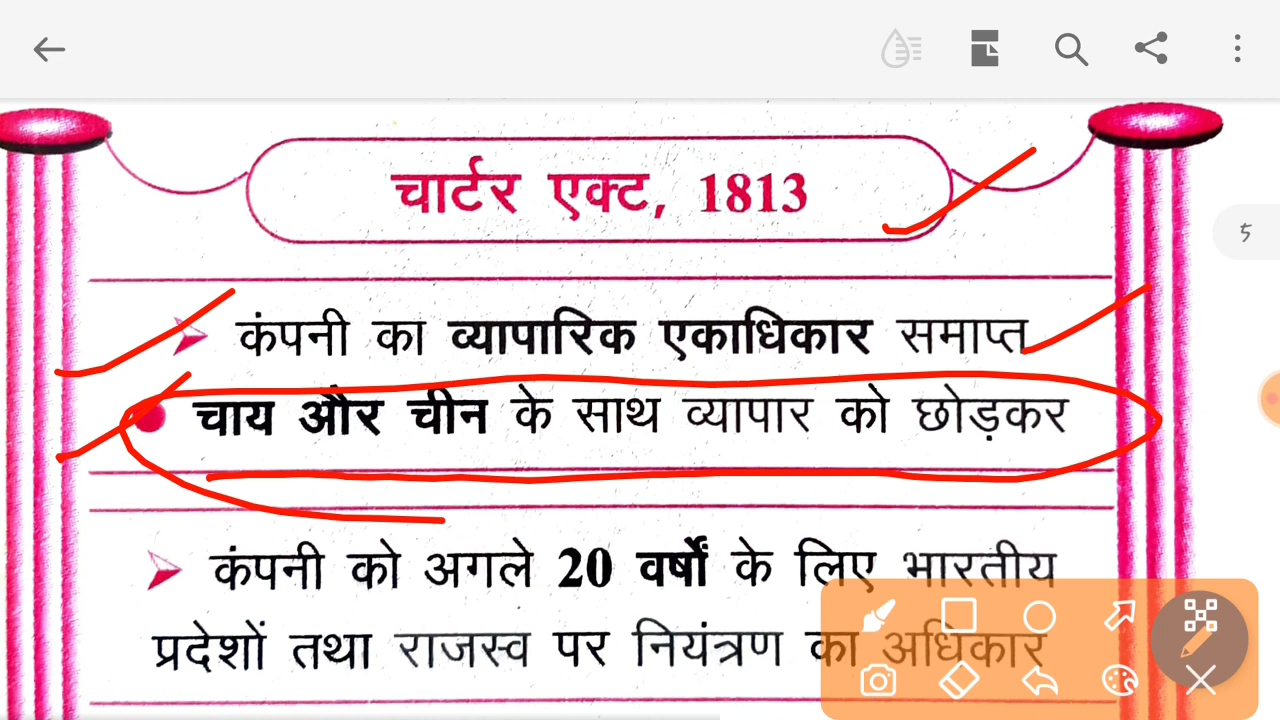 चार्टर एक्ट, 1813
5
कंपनी का व्यापारिक एकाधिकार समाप्त
चाय और चीन के साथ व्यापार को छोड़कर
कंपनी को अगले 20 वर्षों के लिए भारतीय
प्रदेशों तथा राजस्व पर नियंत्रण का अधिकार